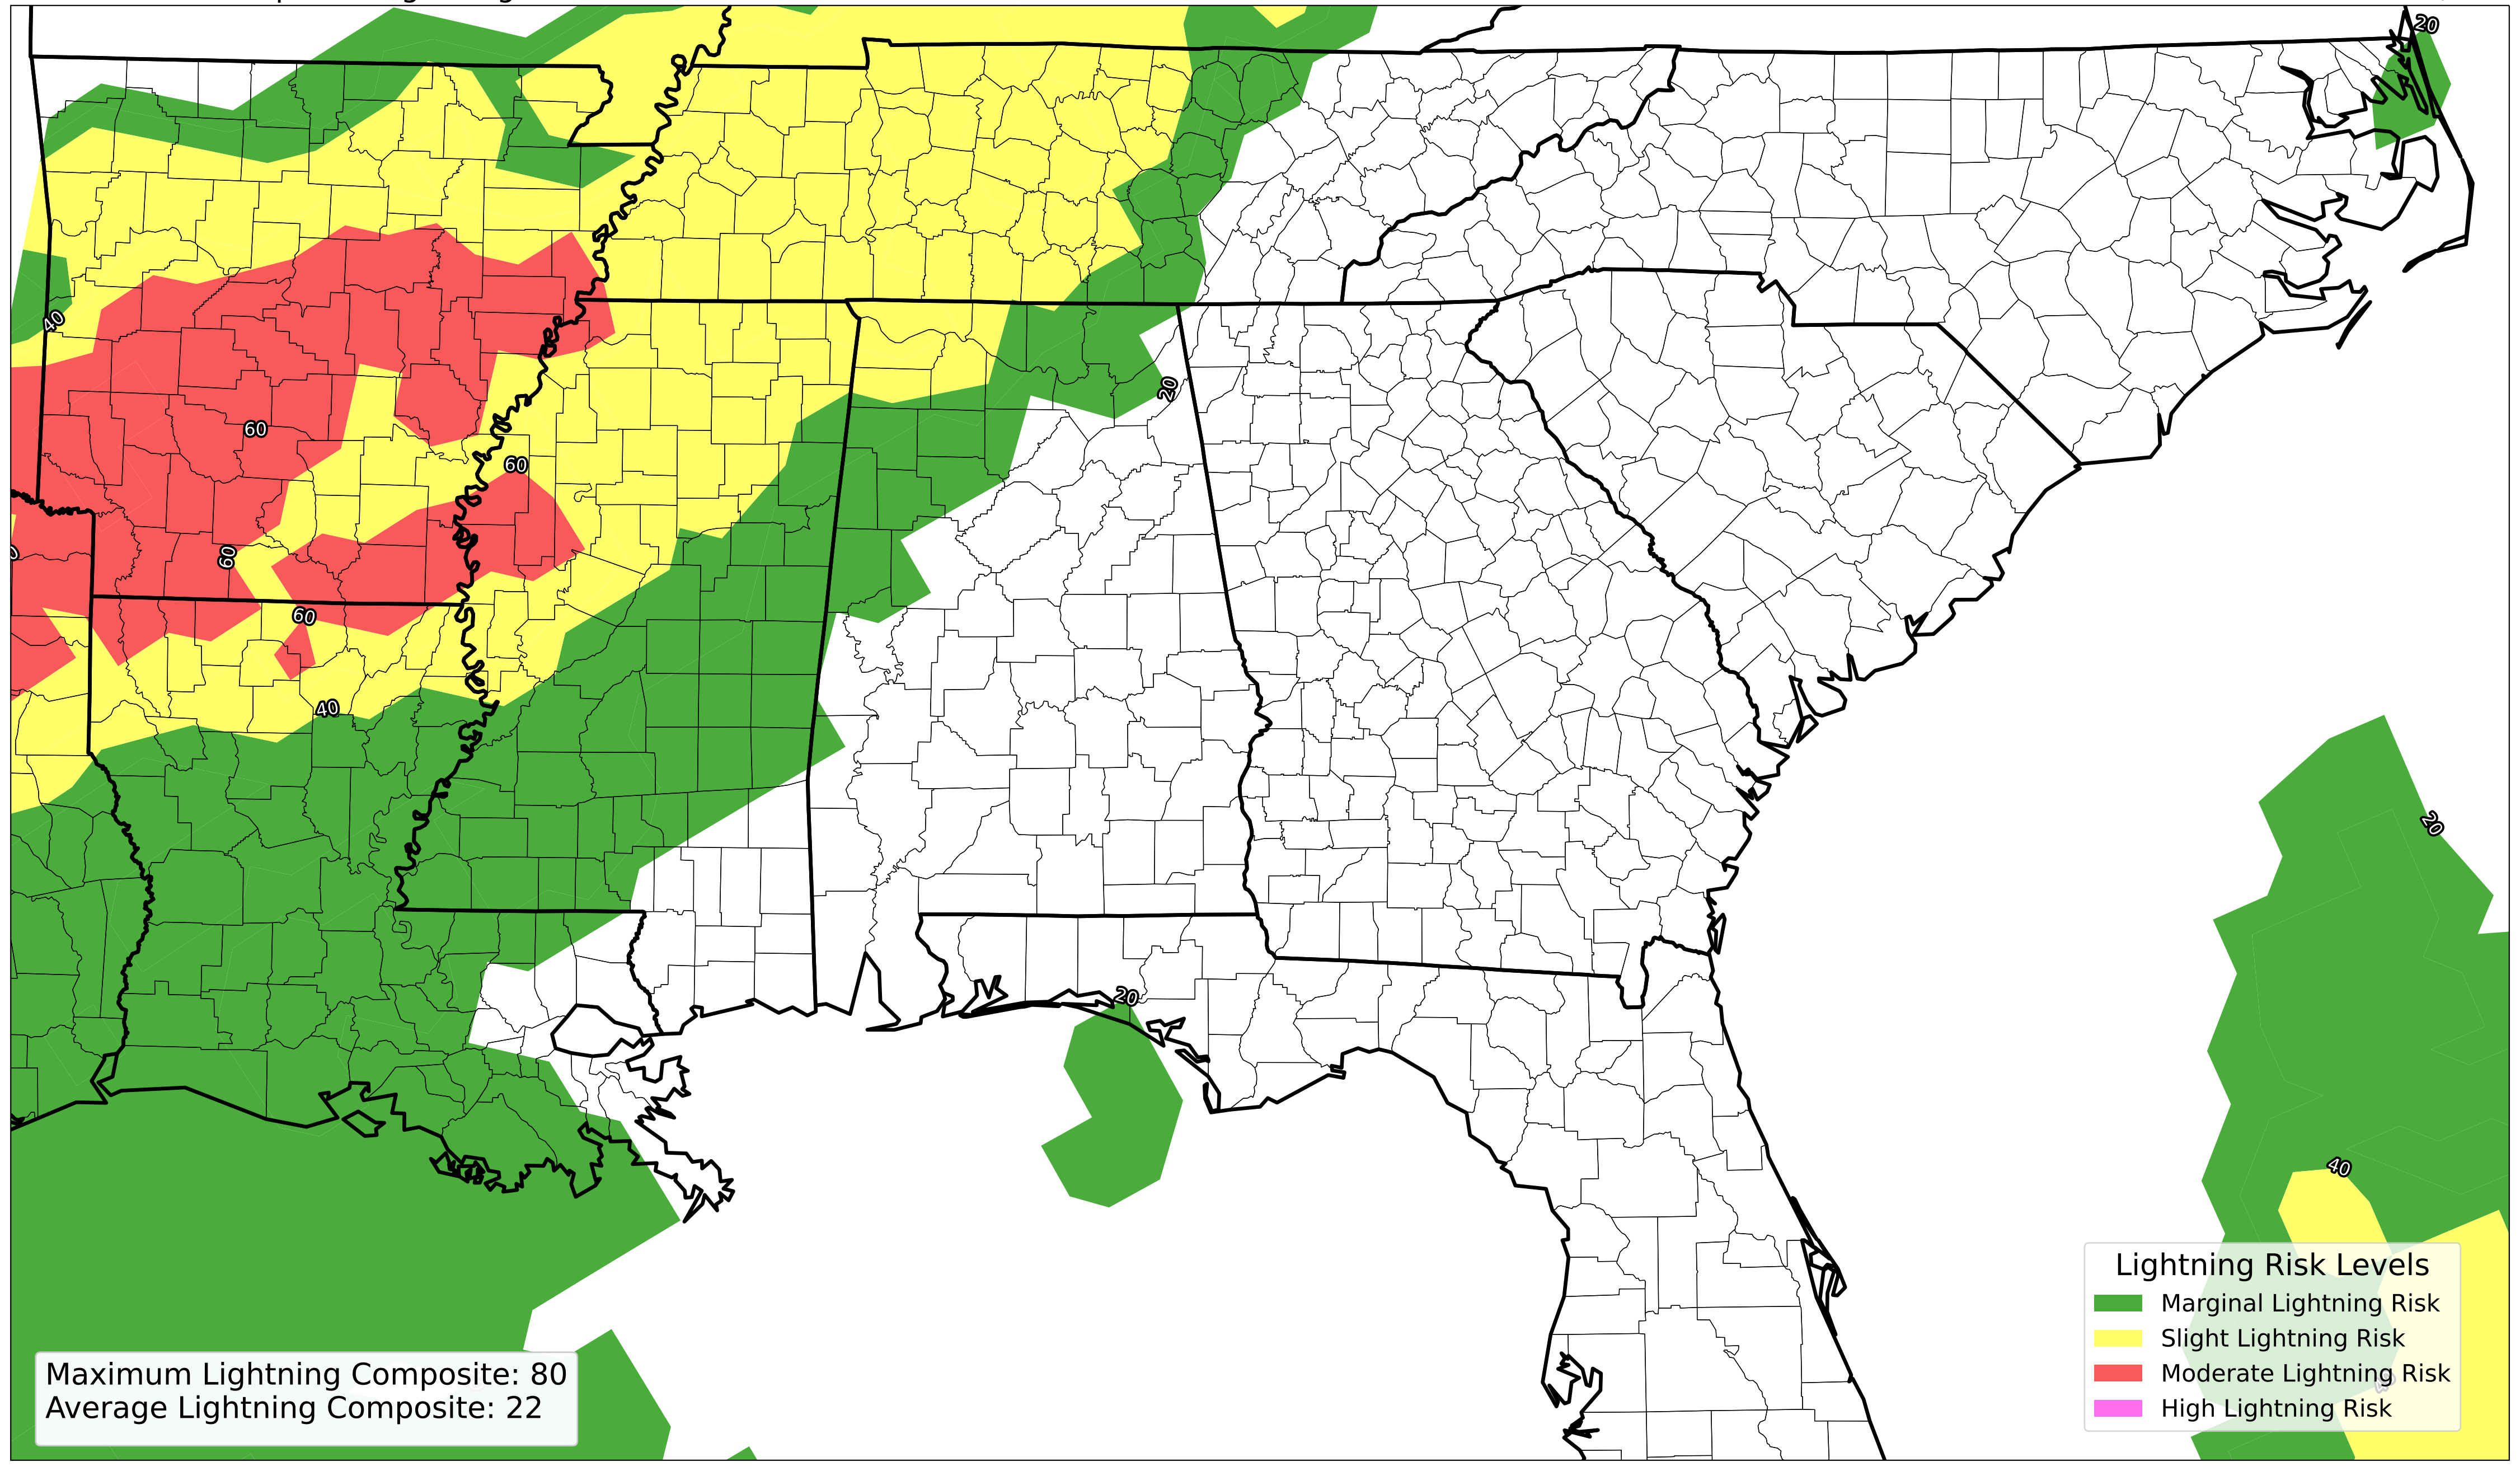 20
40
20
60
60
60
60
40
20
20
40
Lightning Risk Levels
Marginal Lightning Risk
Slight Lightning Risk
Moderate Lightning Risk
High Lightning Risk
Maximum Lightning Composite: 80
Average Lightning Composite: 22